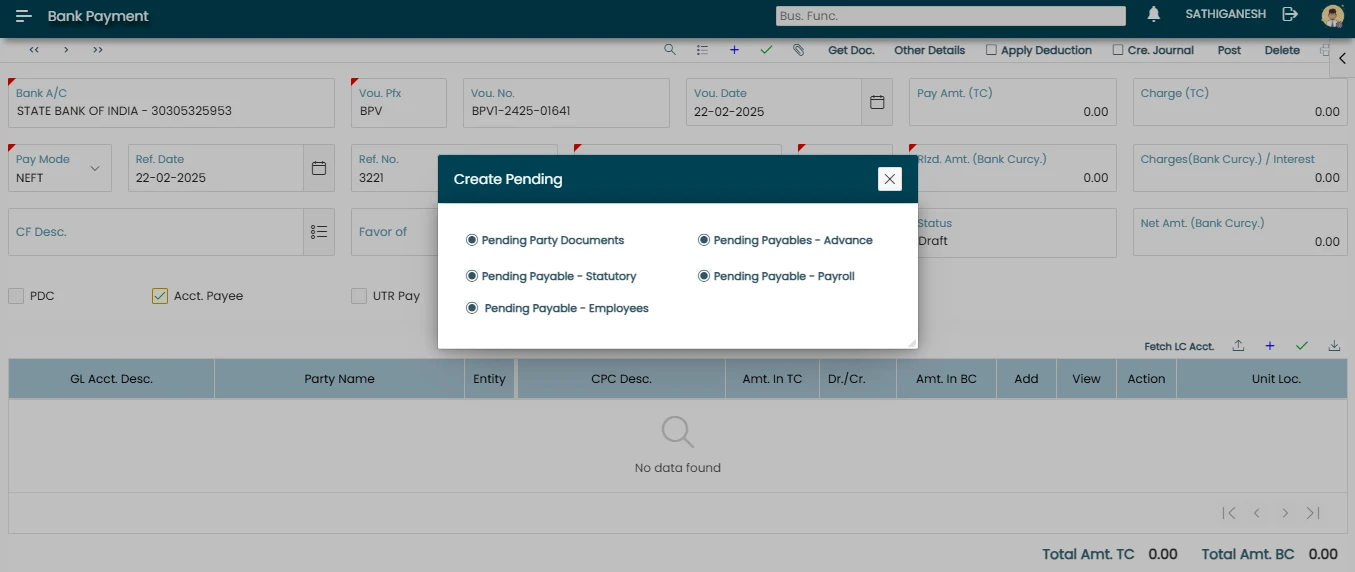 Bank Payment
Bus. Func.
SATHIGANESH
Get Doc. Other Details Apply Deduction Cre. Journal Post Delete
Bank A/C
STATE BANK OF INDIA - 30305325953
Vou. Pfx
BPV
Vou. No.
BPV1-2425-01641
Vou. Date
22-02-2025
Pay Amt. (TC)
0.00
Charge (TC)
0.00
Pay Mode
NEFT
Ref. Date
22-02-2025
Ref. No.
3221
Rlzd. Amt. (Bank Curcy.)
0.00
Charges(Bank Curcy.) / Interest
0.00
CF Desc.
Favor of
Status
Draft
Net Amt. (Bank Curcy.)
0.00
PDC Acct. Payee UTR Pay
Create Pending
Pending Party Documents Pending Payables - Advance
Pending Payable - Statutory Pending Payable - Payroll
Pending Payable - Employees
Fetch LC Acct.
GL Acct. Desc. Party Name Entity CPC Desc. Amt. In TC Dr./Cr. Amt. In BC Add View Action Unit Loc.
No data found
Total Amt. TC 0.00 Total Amt. BC 0.00